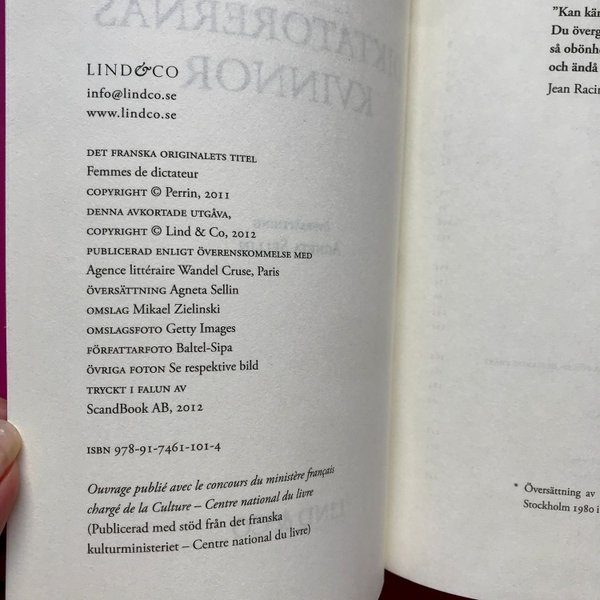 LIND&CO
info@lindco.se
www.lindco.se
DET FRANSKA ORIGINALETS TITEL
Femmes de dictateur
COPYRIGHT © Perrin, 2011
DENNA AVKORTADE UTGÅVA,
COPYRIGHT © Lind & Co, 2012
PUBLICERAD ENLIGT ÖVERENSKOMMELSE MED
Agence littéraire Wandel Cruse, Paris
ÖVERSÄTTNING Agneta Sellin
OMSLAG Mikael Zielinski
OMSLAGSFOTO Getty Images
FÖRFATTARFOTO Baltel-Sipa
ÖVRIGA FOTON Se respektive bild
TRYCKT I FALUN AV
ScandBook AB, 2012
ISBN 978-91-7461-101-4
Ouvrage publié avec le concours du ministère français
chargé de la Culture – Centre national du livre
(Publicerad med stöd från det franska
kulturministeriet – Centre national du livre)
"Kan kän
Du överg
så obönhö
och ändå
Jean Racin
* Översättning av
Stockholm 1980 i